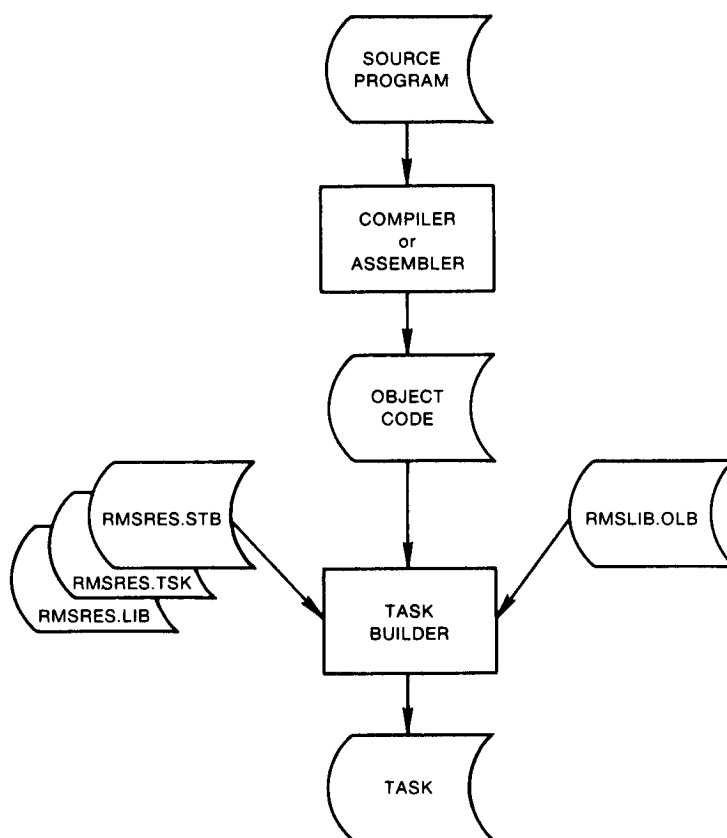 SOURCE
PROGRAM
COMPILER
or
ASSEMBLER
OBJECT
CODE
RMSRES.STB
RMSRES.TSK
RMSRES.LIB
RMSLIB.OLB
TASK
BUILDER
TASK